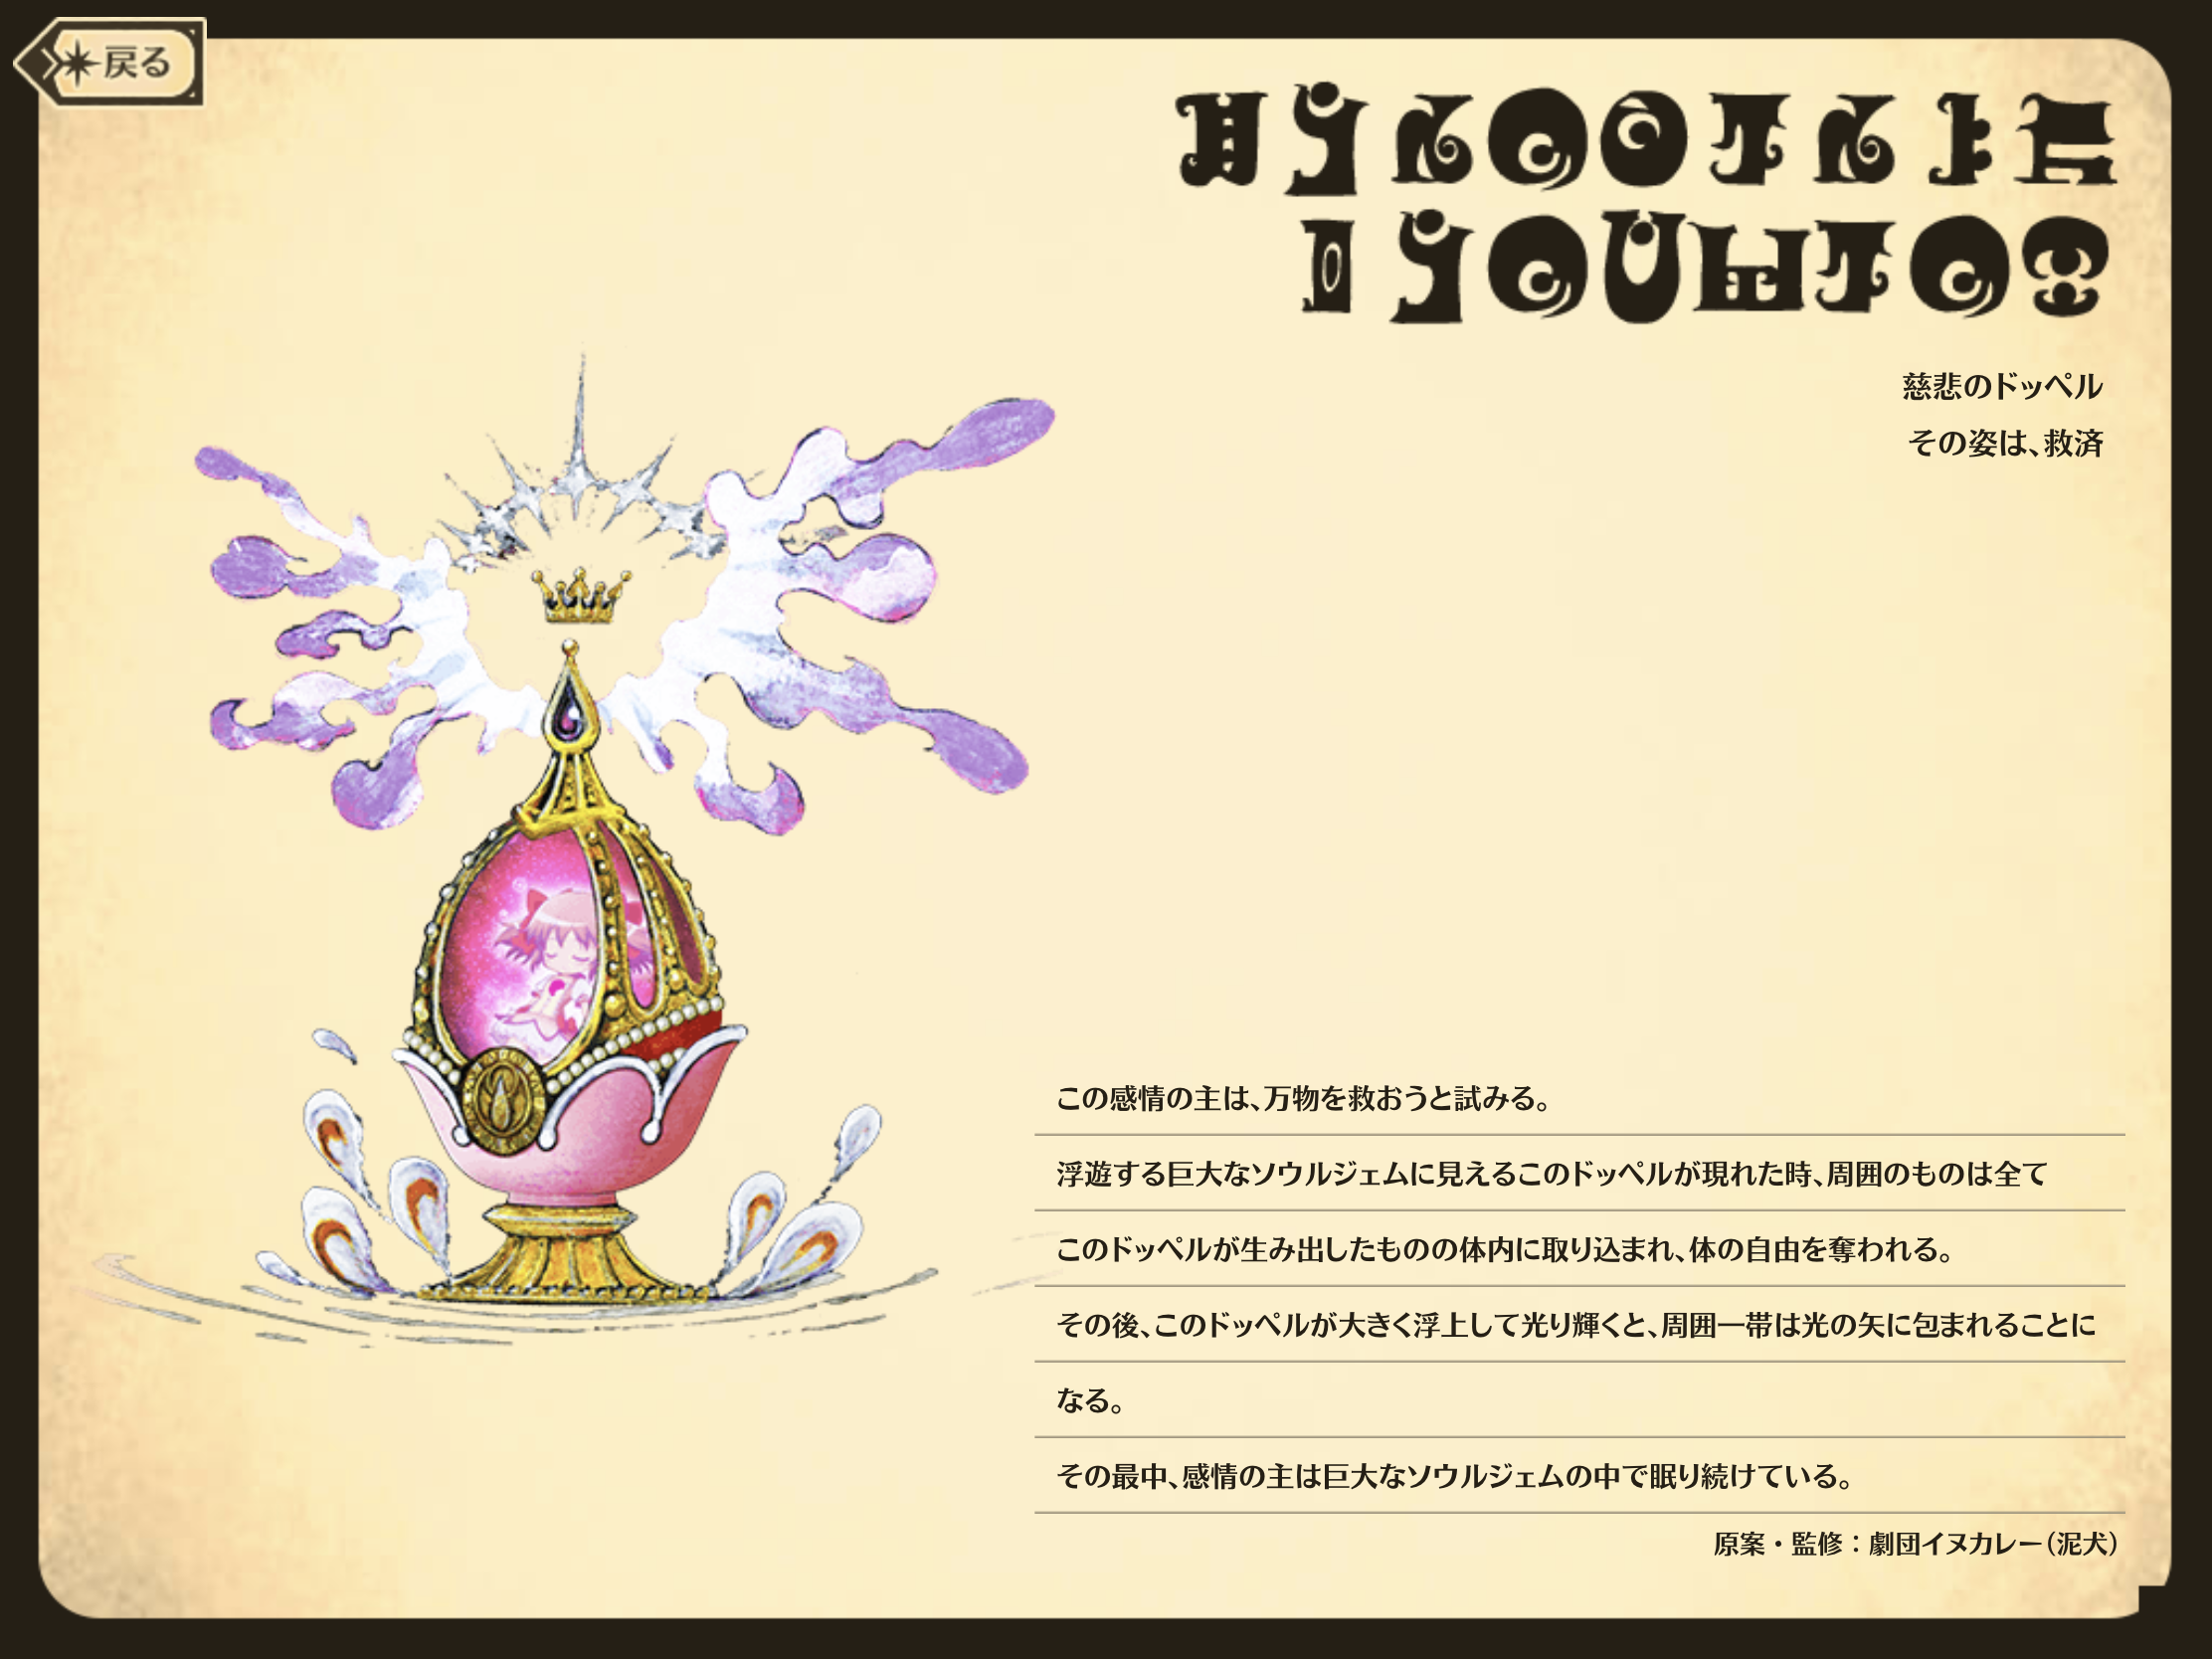 戻る
慈悲のドッペル
その姿は、救済
この感情の主は、万物を救おうと試みる。
浮遊する巨大なソウルジェムに見えるこのドッペルが現れた時、周囲のものは全て
このドッペルが生み出したものの体内に取り込まれ、体の自由を奪われる。
その後、このドッペルが大きく浮上して光り輝くと、周囲一帯は光の矢に包まれることに
なる。
その最中、感情の主は巨大なソウルジェムの中で眠り続けている。
原案・監修：劇団イヌカレー（泥犬）